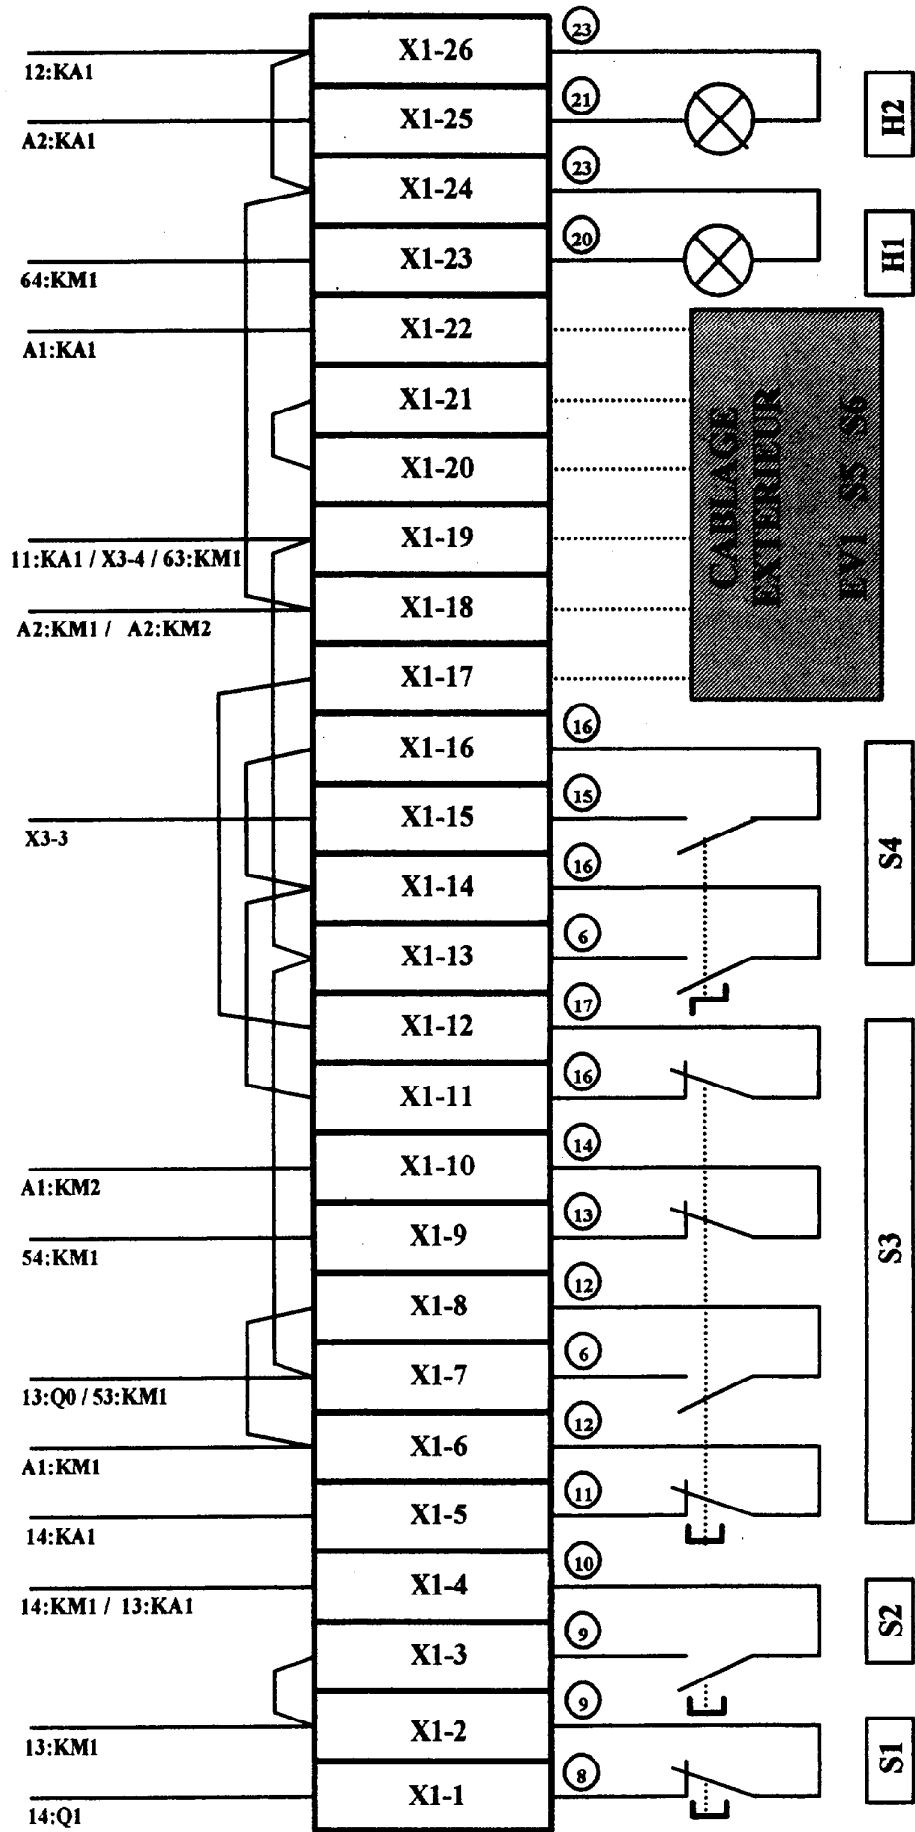 23
X1-26
12:KA1
21
X1-25
A2:KA1
H2
23
X1-24
20
X1-23
64:KM1
H1
X1-22
A1:KA1
X1-21
X1-20
X1-19
11:KA1 / X3-4 / 63:KM1
X1-18
A2:KM1 / A2:KM2
X1-17
CABLAGE
EXTERIEUR
EV1 S5 S6
16
X1-16
15
X1-15
X3-3
16
X1-14
S4
6
X1-13
17
X1-12
16
X1-11
14
X1-10
A1:KM2
13
X1-9
54:KM1
S3
12
X1-8
6
X1-7
13:Q0 / 53:KM1
12
X1-6
A1:KM1
11
X1-5
14:KA1
10
X1-4
14:KM1 / 13:KA1
S2
9
X1-3
9
X1-2
13:KM1
S1
8
X1-1
14:Q1